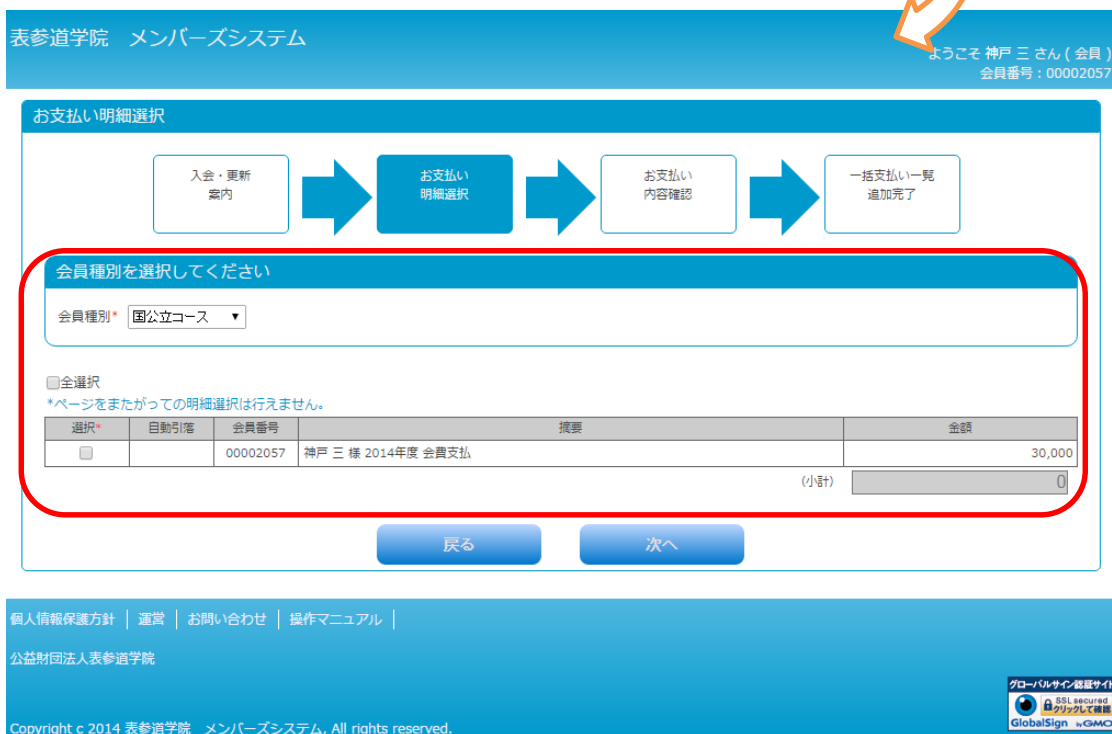 表参道学院　メンバーズシステム
ようこそ 神戸 三 さん ( 会員 )
会員番号 : 00002057
お支払い明細選択
入会・更新
案内
お支払い
明細選択
お支払い
内容確認
一括支払い一覧
追加完了
会員種別を選択してください
会員種別* 国公立コース ▼
全選択
*ページをまたがっての明細選択は行えません。
選択* 自動引落 会員番号 摘要 金額
00002057 神戸 三 様 2014年度 会費支払 30,000
(小計) 0
戻る 次へ
個人情報保護方針 | 運営 | お問い合わせ | 操作マニュアル |
公益財団法人表参道学院
グローバルサイン認証サイト
SSL secured
クリックして確認
GlobalSign by GMO
Copyright c 2014 表参道学院　メンバーズシステム, All rights reserved.